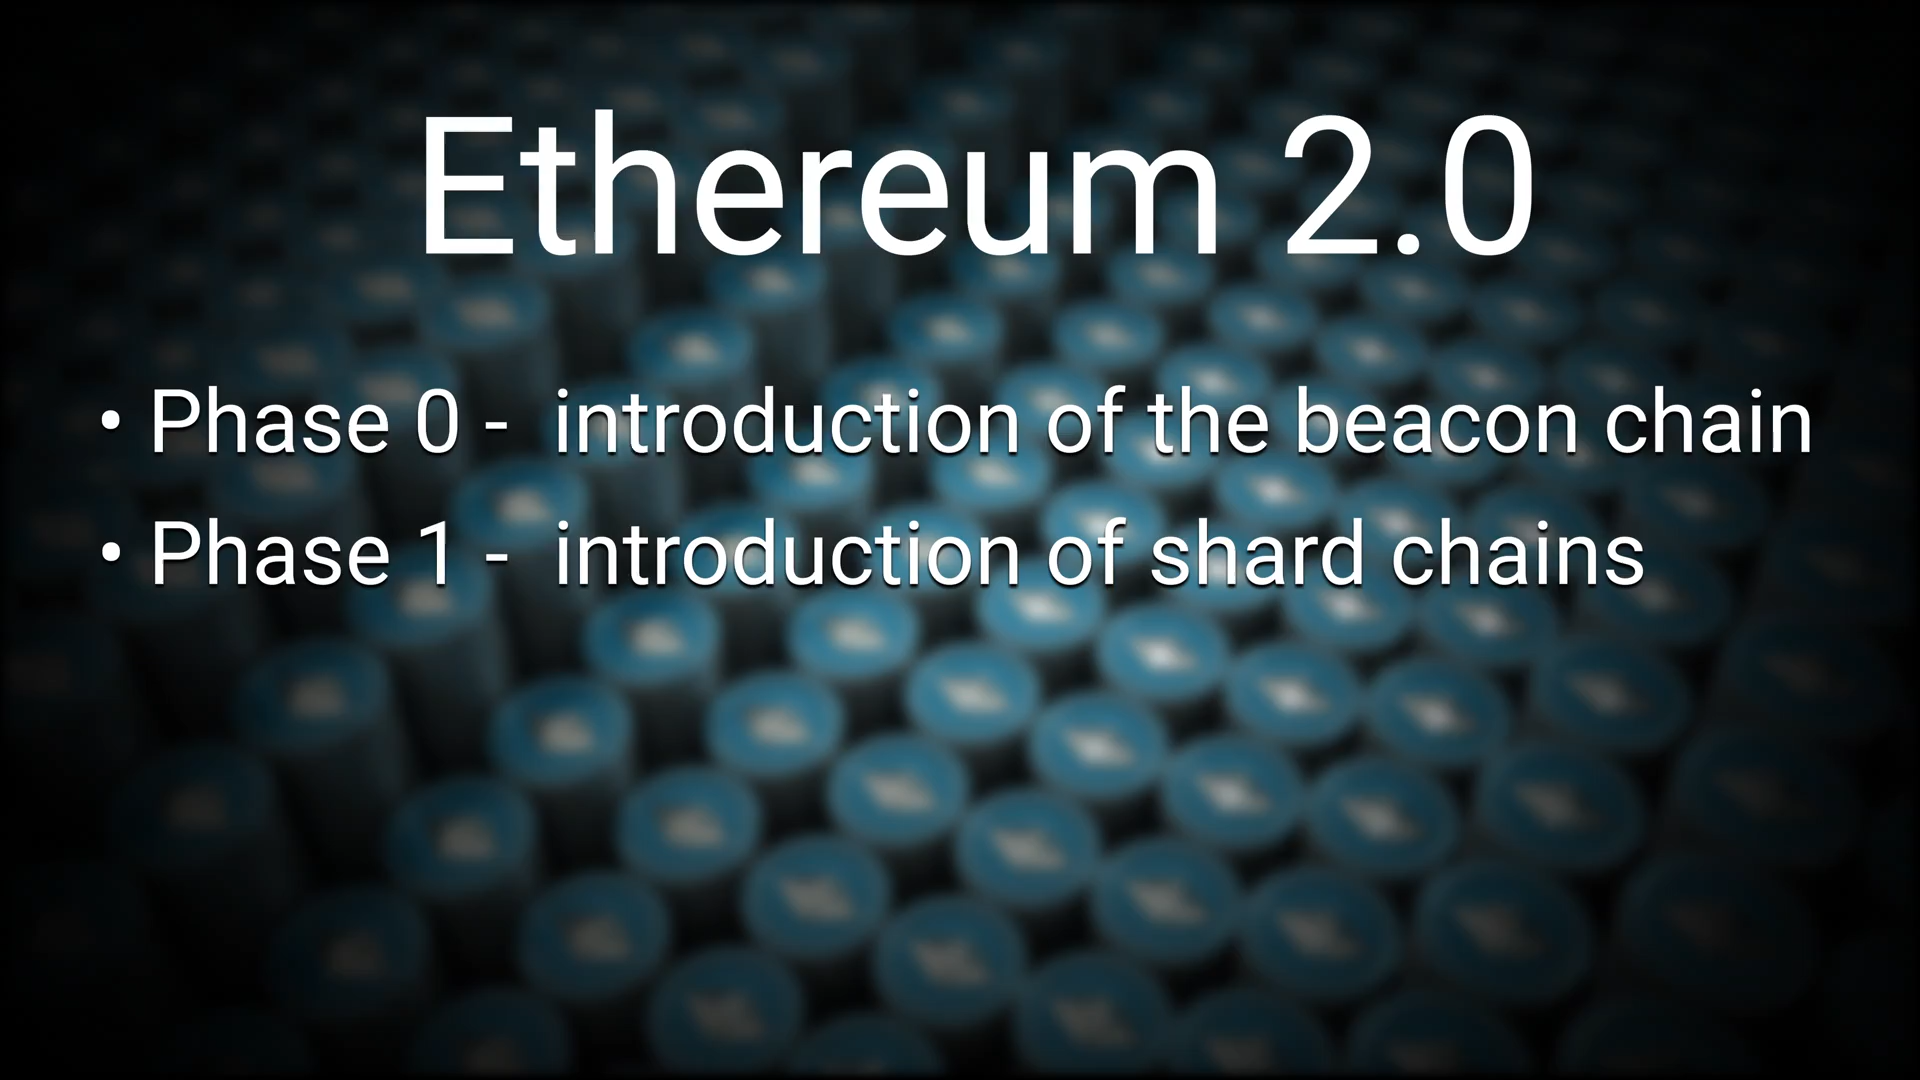 Ethereum 2.0
• Phase 0 - introduction of the beacon chain
• Phase 1 - introduction of shard chains